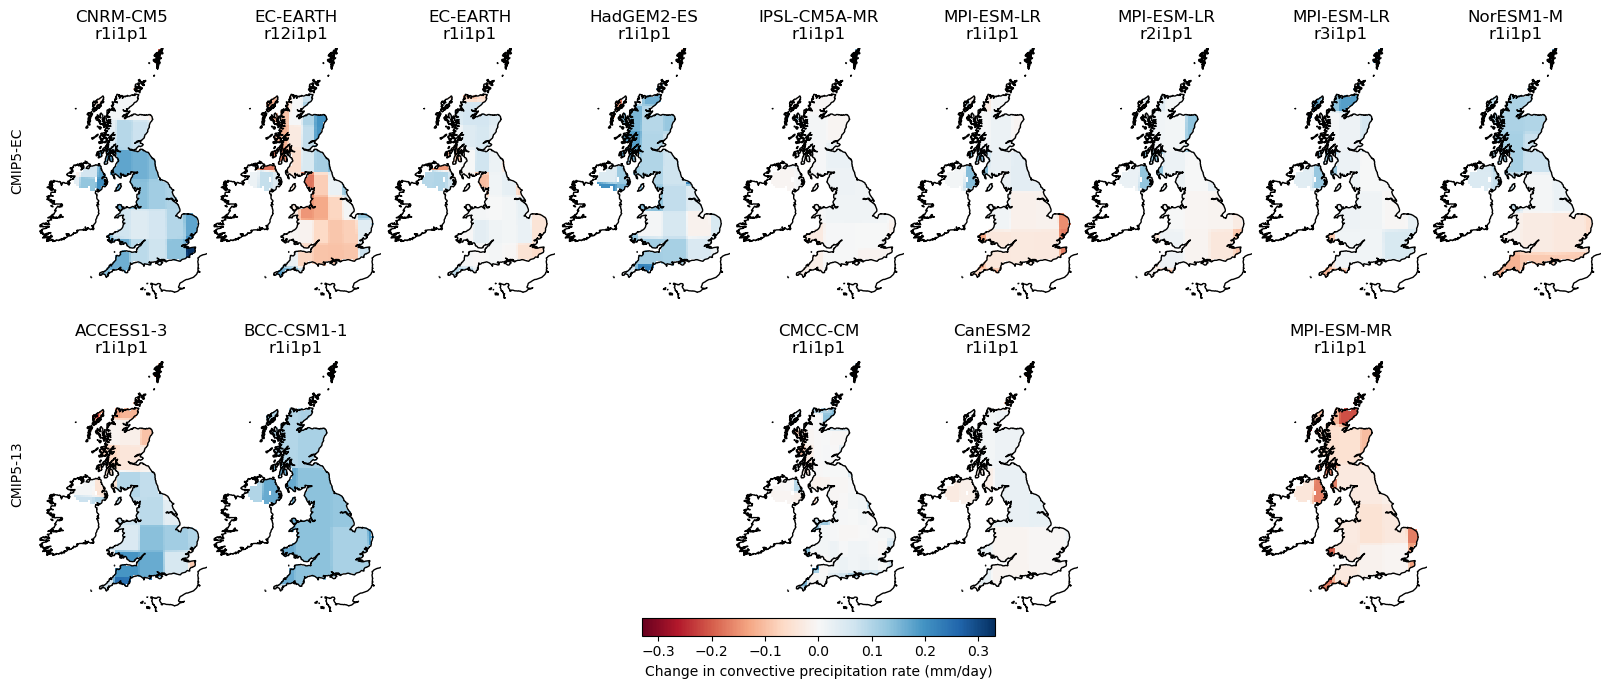 CNRM-CM5
r1i1p1
EC-EARTH
r12i1p1
EC-EARTH
r1i1p1
HadGEM2-ES
r1i1p1
IPSL-CM5A-MR
r1i1p1
MPI-ESM-LR
r1i1p1
MPI-ESM-LR
r2i1p1
MPI-ESM-LR
r3i1p1
NorESM1-M
r1i1p1
CMIP5-EC
ACCESS1-3
r1i1p1
BCC-CSM1-1
r1i1p1
CMCC-CM
r1i1p1
CanESM2
r1i1p1
MPI-ESM-MR
r1i1p1
CMIP5-13
−0.3 −0.2 −0.1 0.0 0.1 0.2 0.3
Change in convective precipitation rate (mm/day)